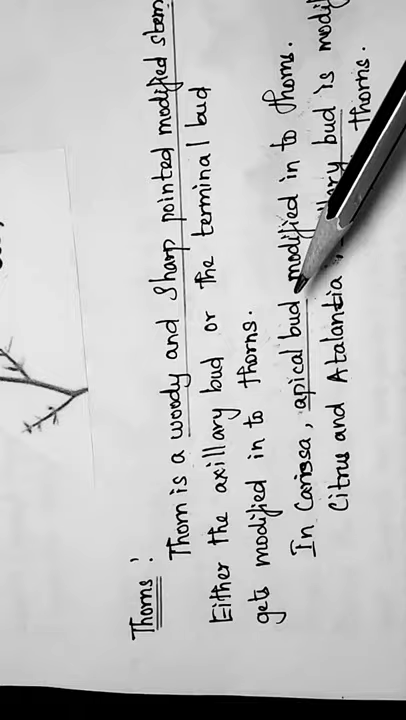 Thorns :
Thorn is a woody and sharp pointed modified stem
Either the axillary bud or the terminal bud
gets modified in to thorns.
In Carissa, apical bud modified in to thorns.
Citrus and Atalantia bud is
thorns.